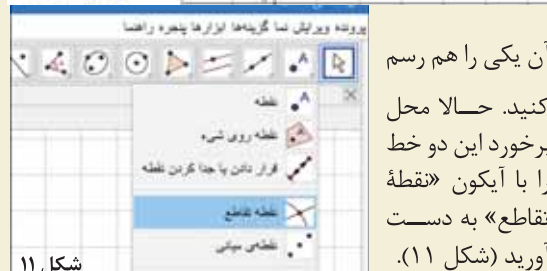 پرونده ویرایش نما گزینه‌ها ابزارها پنجره راهنما
نقطه
نقطه روی شیء
قرار دادن یا جدا کردن نقطه
نقطه تقاطع
نقطه‌ی میانی
شکل ۱۱
آن یکی را هم رسم
کنید. حـالا محل
برخورد این دو خط
را با آیکون «نقطهٔ
تقاطع» به دســت
آورید (شکل ۱۱).